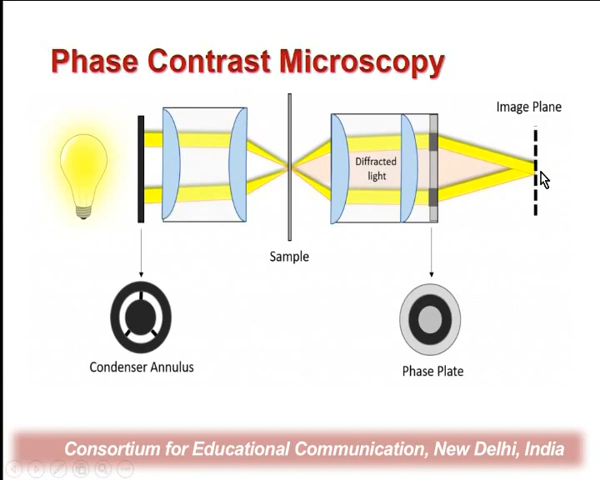 Phase Contrast Microscopy
Image Plane
Diffracted
light
Sample
Condenser Annulus
Phase Plate
Consortium for Educational Communication, New Delhi, India